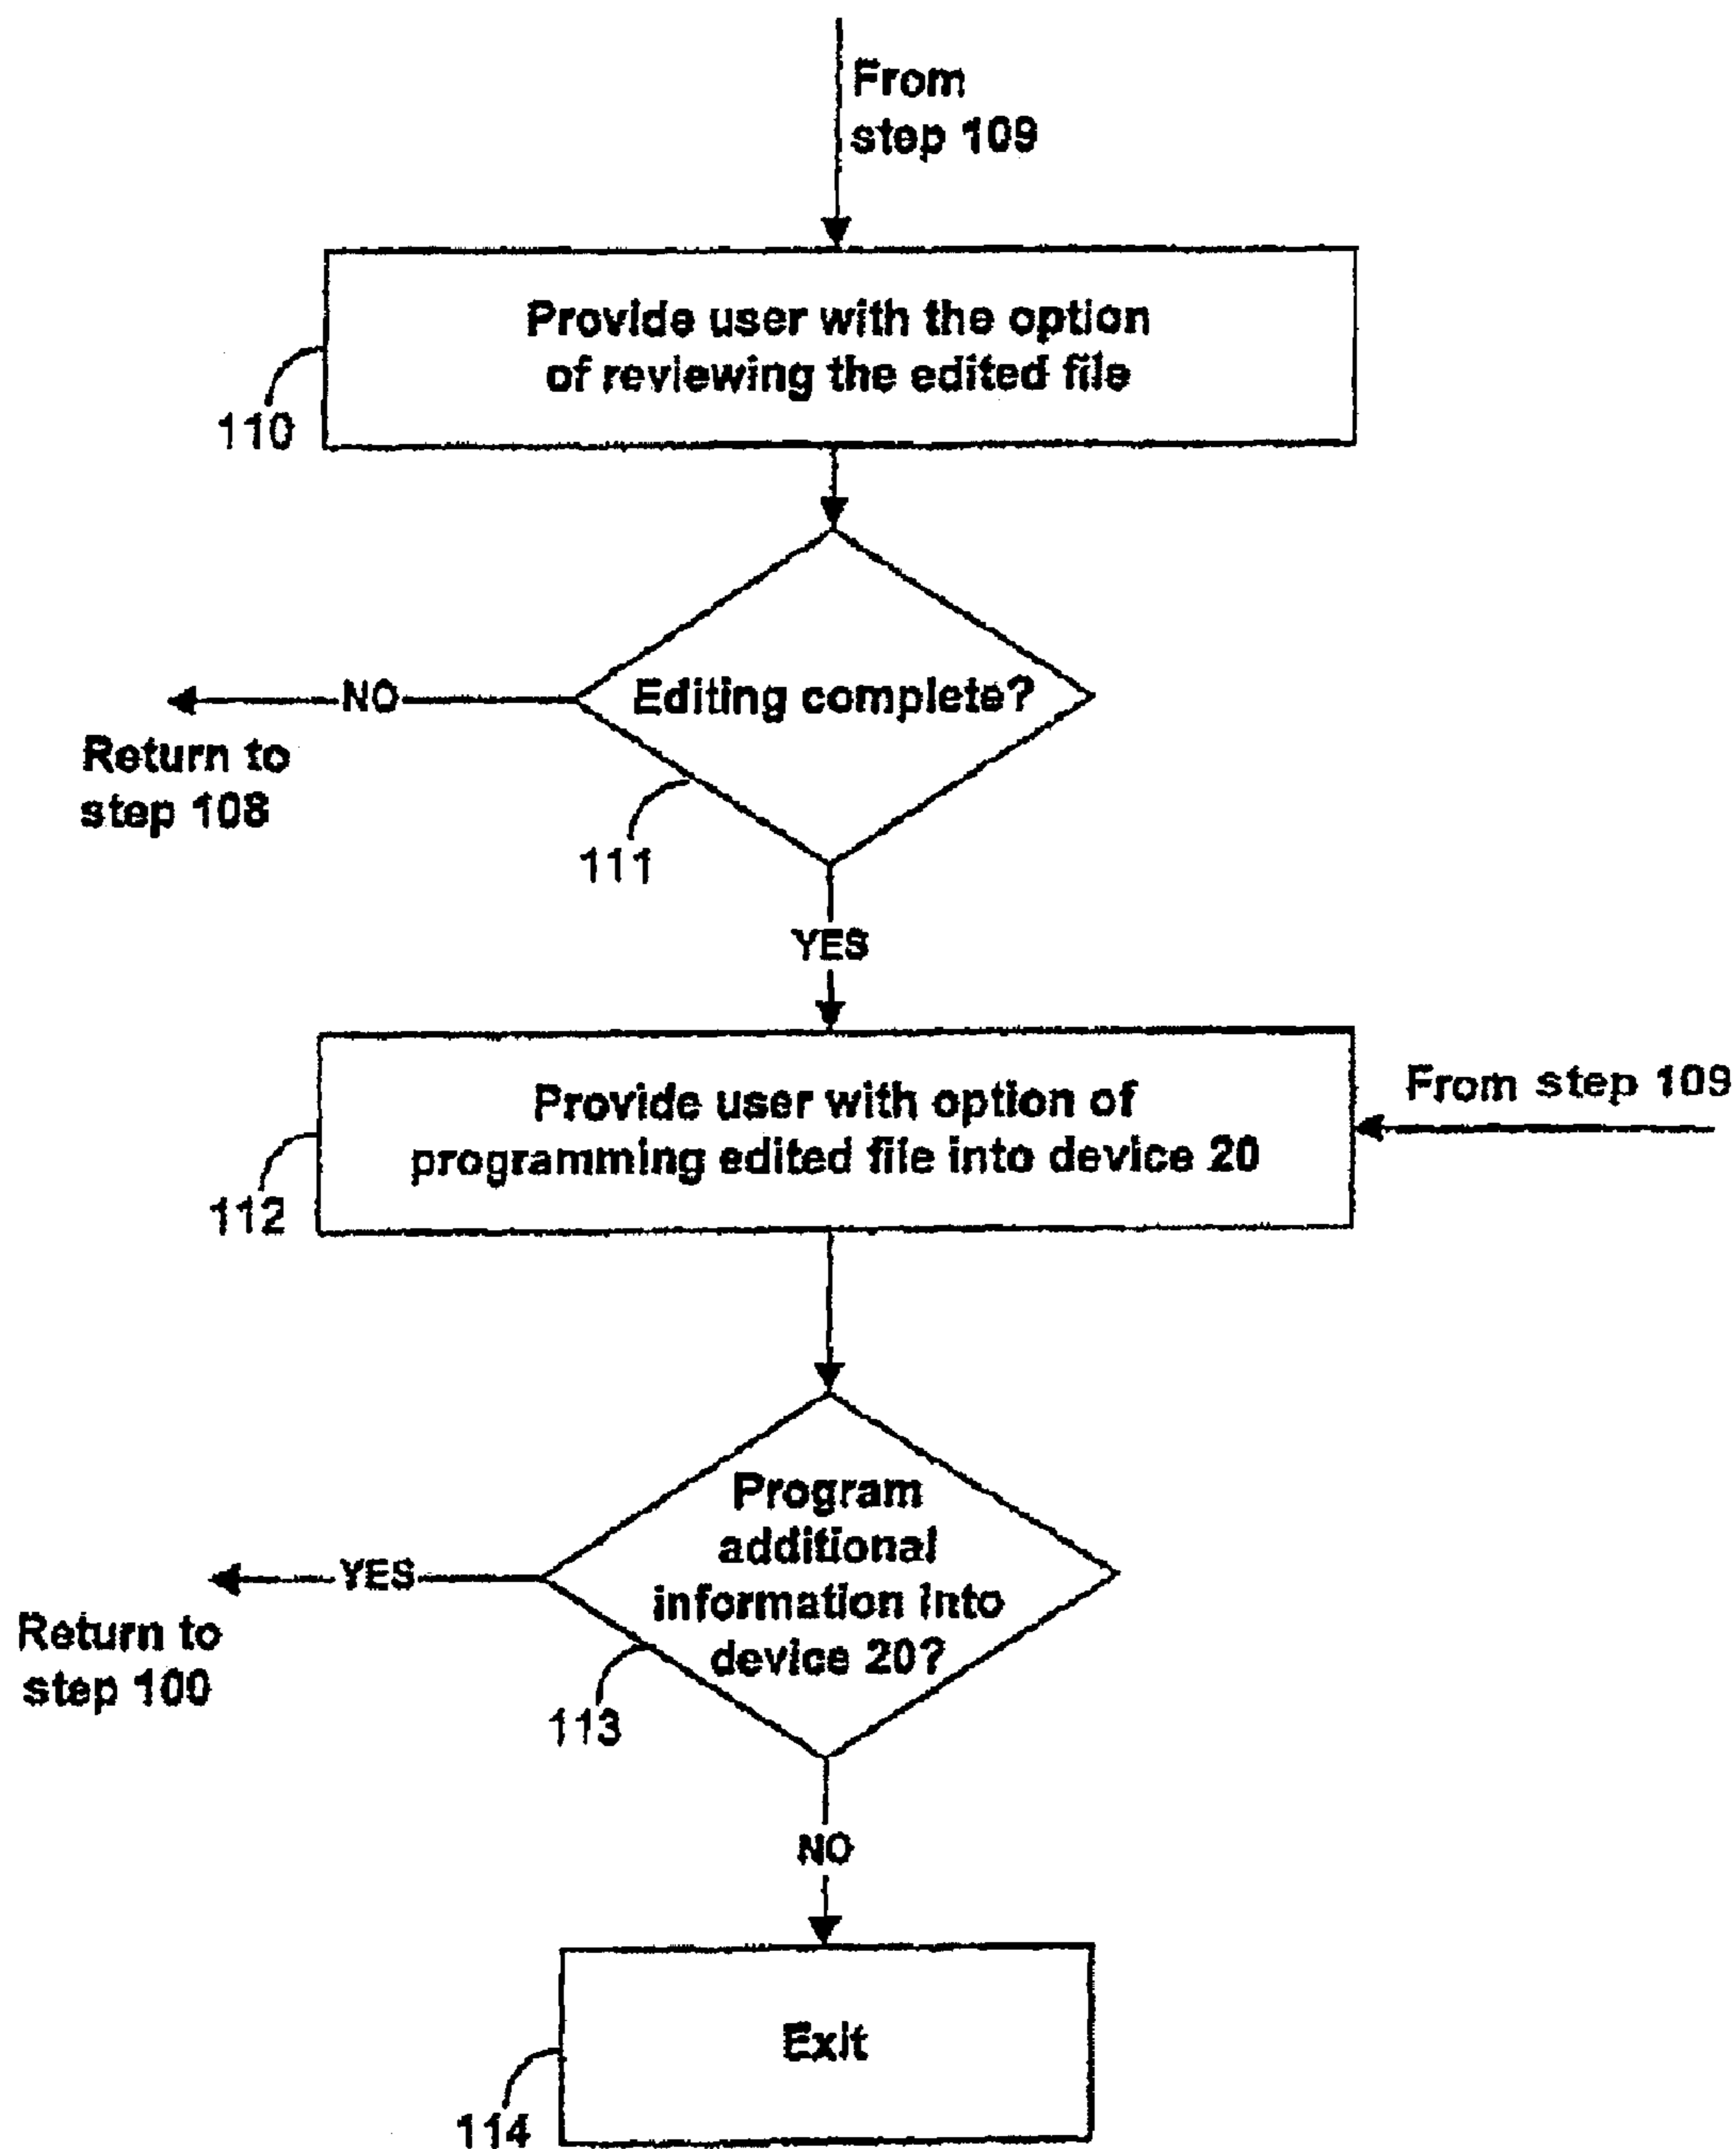 From
step 109
Provide user with the option
of reviewing the edited file
110
Editing complete?
NO
Return to
step 108
111
YES
Provide user with option of
programming edited file into device 20
From step 109
112
Program
additional
information into
device 20?
YES
Return to
step 100
113
NO
Exit
114